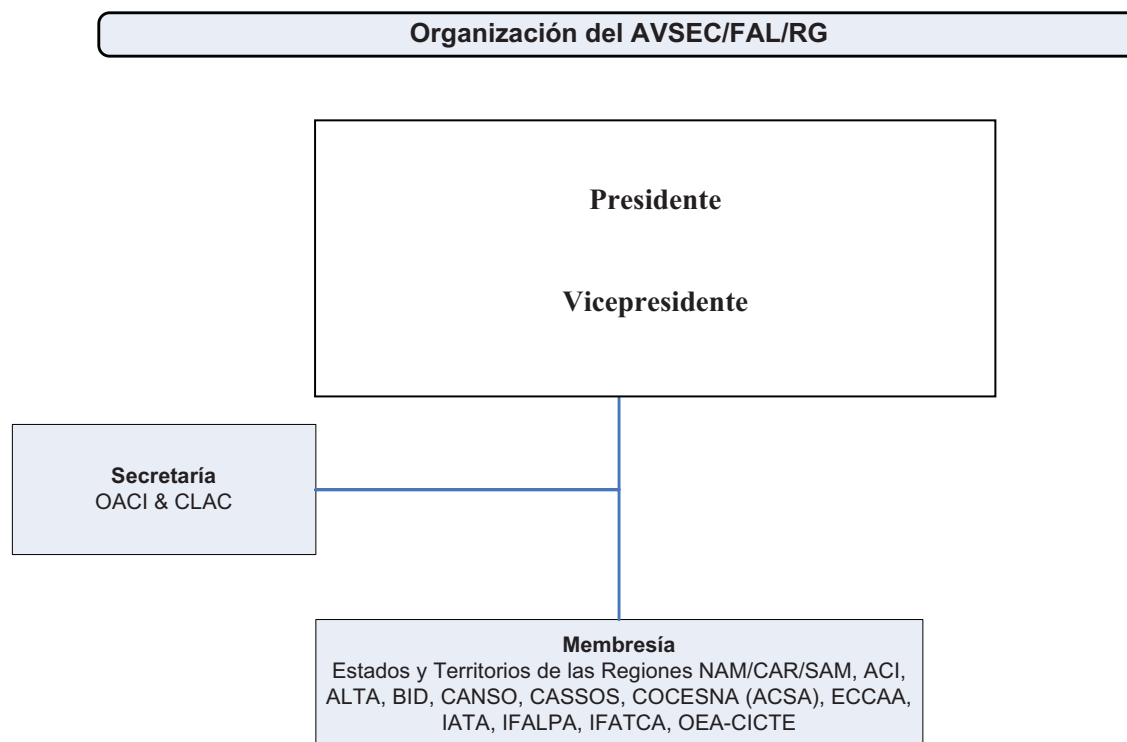 Organización del AVSEC/FAL/RG
Presidente
Vicepresidente
Secretaría
OACI & CLAC
Membresía
Estados y Territorios de las Regiones NAM/CAR/SAM, ACI,
ALTA, BID, CANSO, CASSOS, COCESNA (ACSA), ECCAA,
IATA, IFALPA, IFATCA, OEA-CICTE